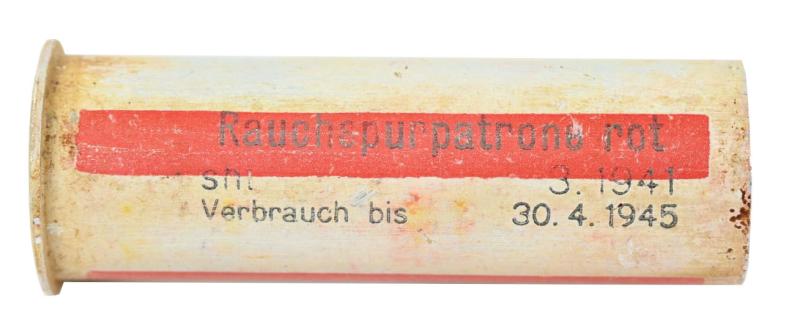 Rauchspurpatrone rot
3. 1941
Verbrauch bis 30. 4. 1945